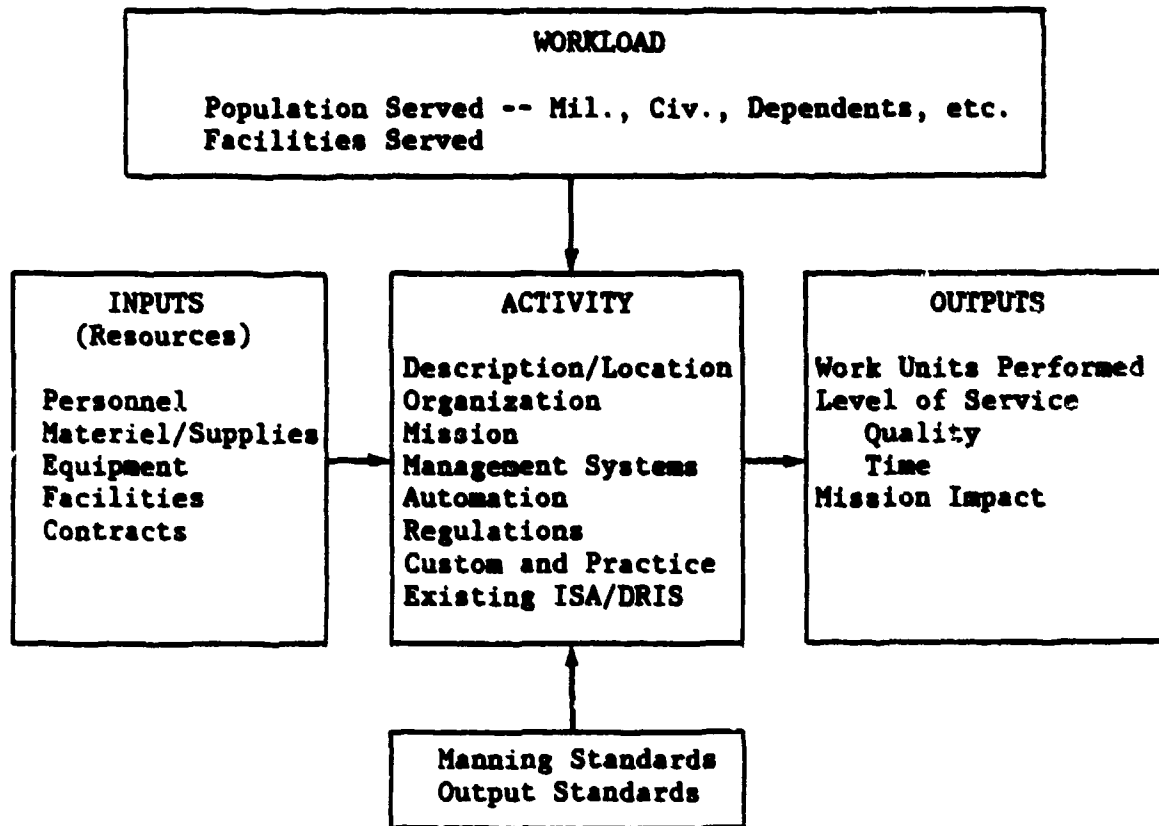 WORKLOAD
Population Served -- Mil., Civ., Dependents, etc.
Facilities Served
INPUTS
(Resources)
Personnel
Materiel/Supplies
Equipment
Facilities
Contracts
ACTIVITY
Description/Location
Organization
Mission
Management Systems
Automation
Regulations
Custom and Practice
Existing ISA/DRIS
OUTPUTS
Work Units Performed
Level of Service
Quality
Time
Mission Impact
Manning Standards
Output Standards